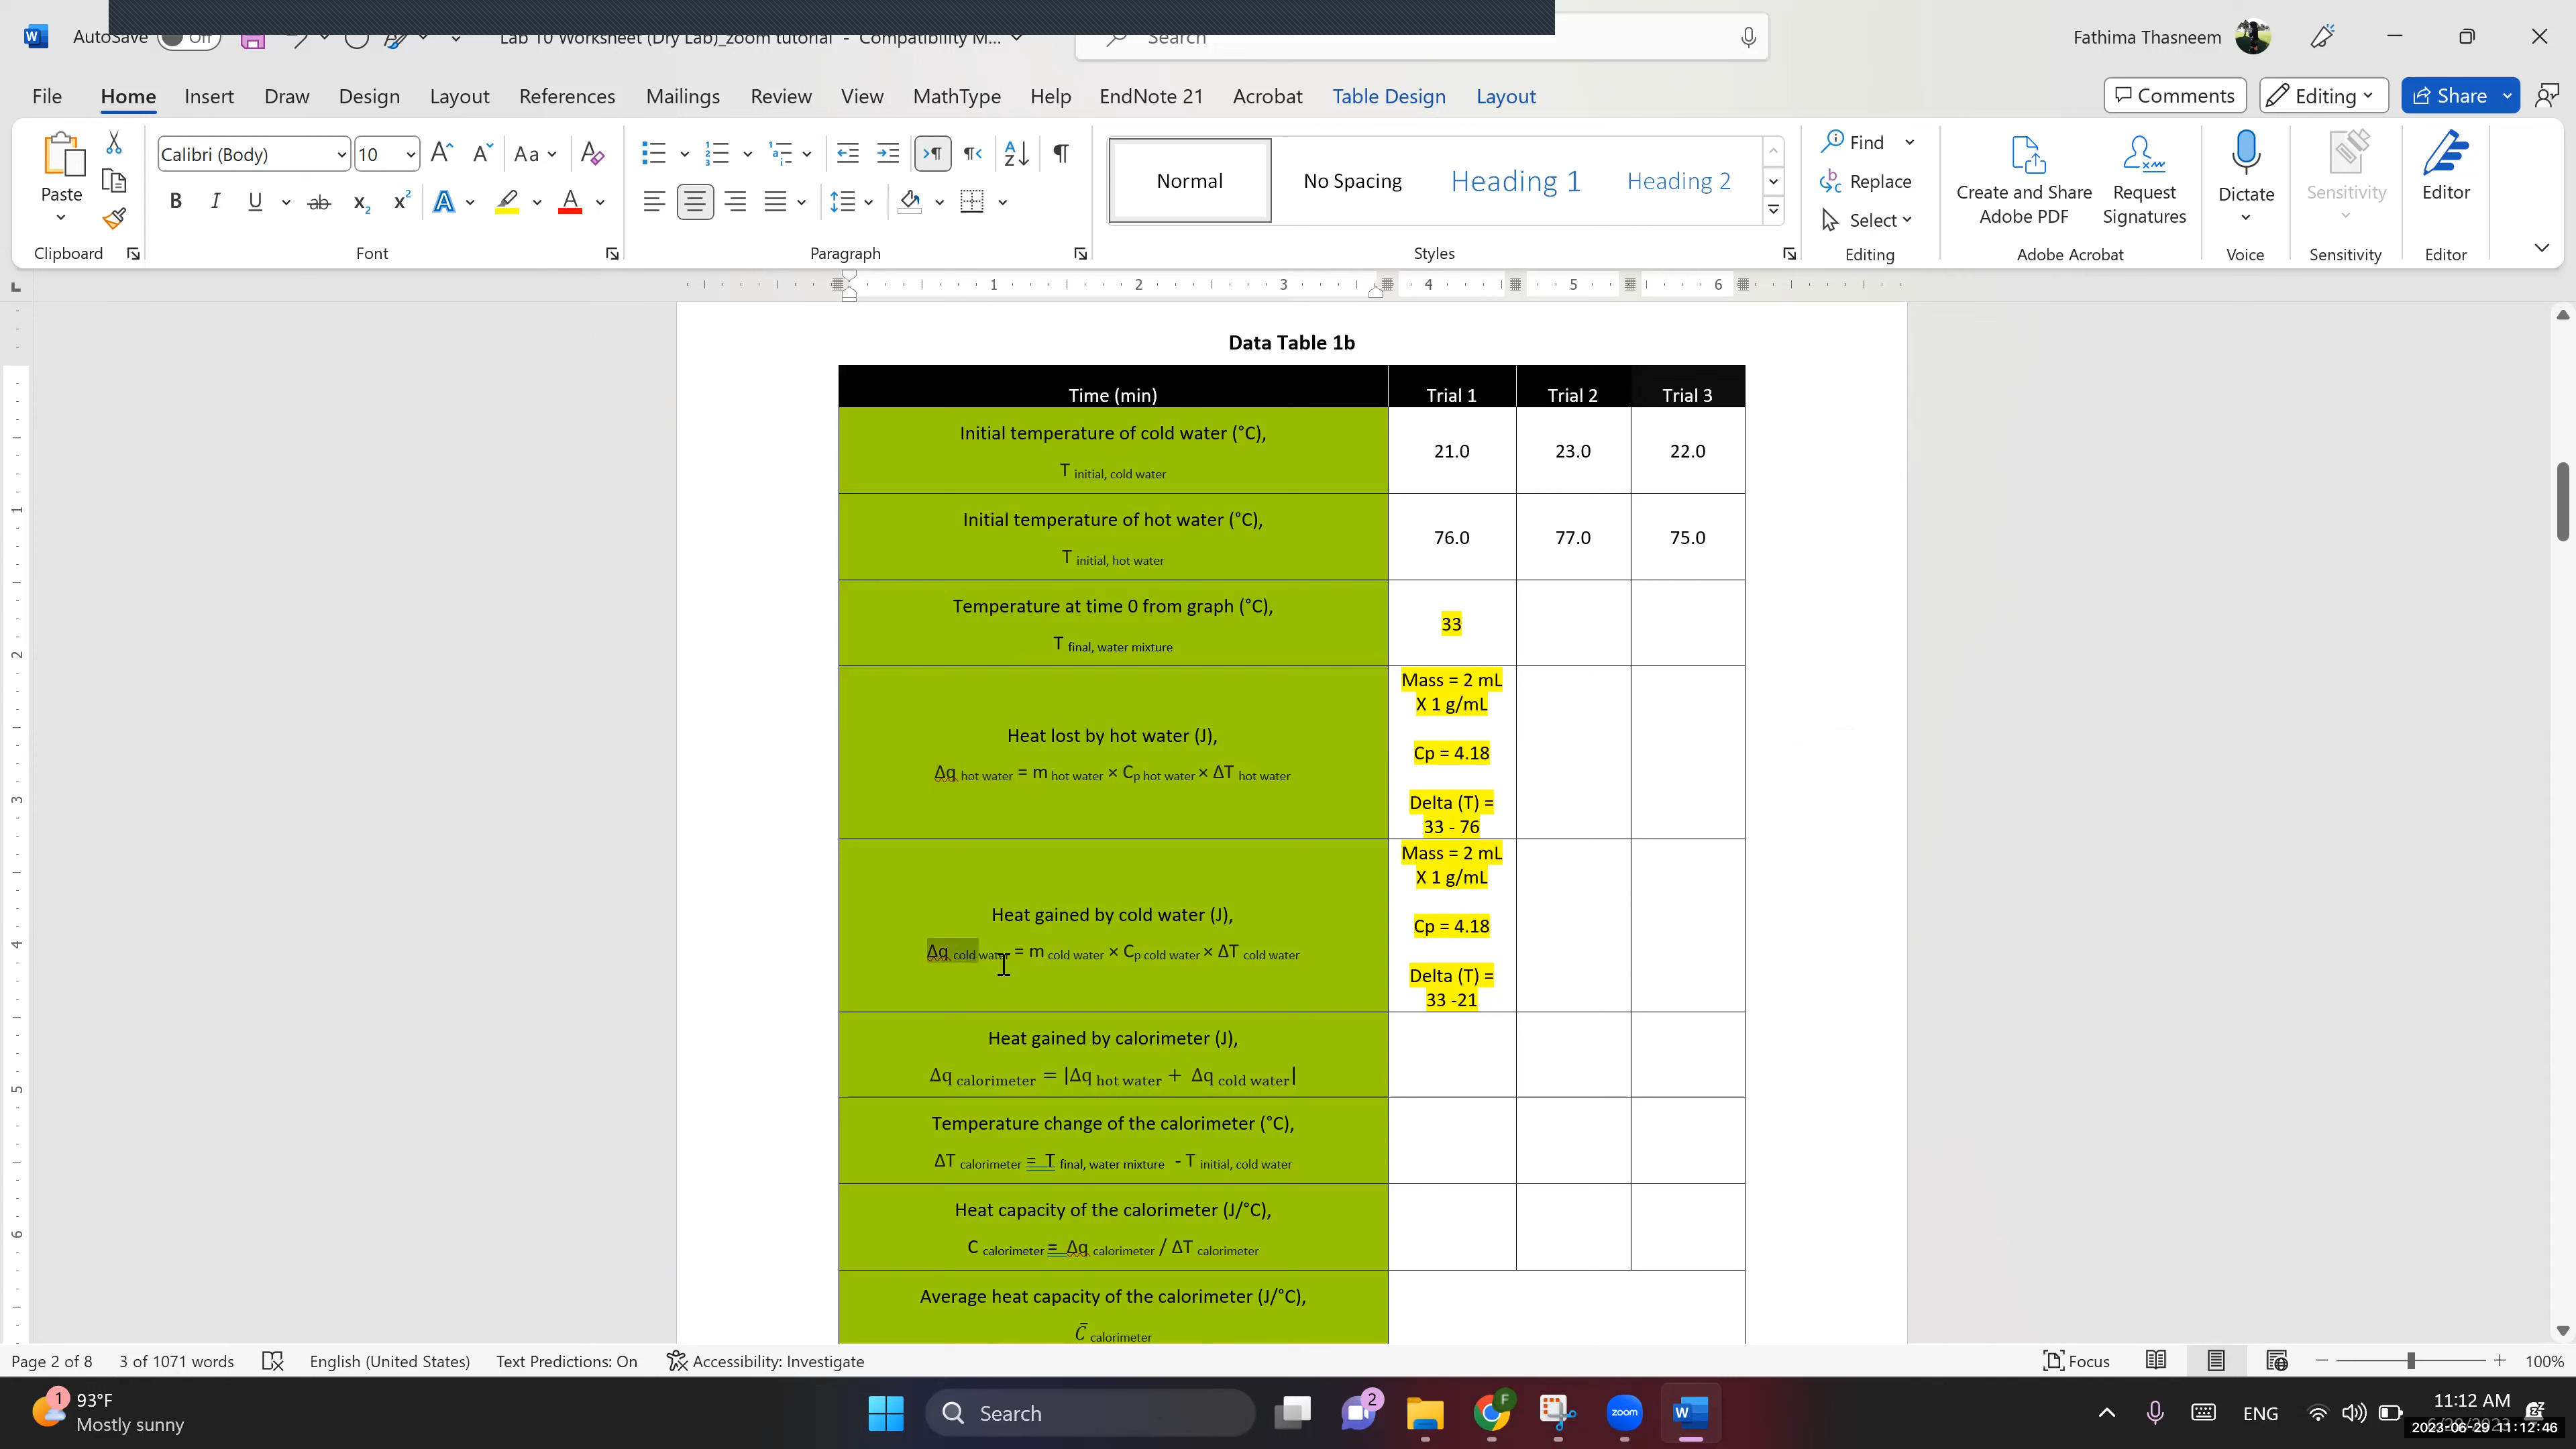 AutoSave Off
Lab 10 Worksheet (Dry Lab)_zoom tutorial - Compatibility M...
Search
Fathima Thasneem
File Home Insert Draw Design Layout References Mailings Review View MathType Help EndNote 21 Acrobat Table Design Layout
Comments Editing Share
Paste
Calibri (Body) 10
Normal No Spacing Heading 1 Heading 2
Find
Replace
Select
Create and Share Adobe PDF
Request Signatures
Dictate
Sensitivity
Editor
Clipboard Font Paragraph Styles Editing Adobe Acrobat Voice Sensitivity Editor
1 2 3 4 5 6
Data Table 1b
Time (min) Trial 1 Trial 2 Trial 3
Initial temperature of cold water (°C),
T initial, cold water
21.0 23.0 22.0
Initial temperature of hot water (°C),
T initial, hot water
76.0 77.0 75.0
Temperature at time 0 from graph (°C),
T final, water mixture
33
Heat lost by hot water (J),
Δq hot water = m hot water × Cp hot water × ΔT hot water
Mass = 2 mL
X 1 g/mL
Cp = 4.18
Delta (T) =
33 - 76
Heat gained by cold water (J),
Δq cold water = m cold water × Cp cold water × ΔT cold water
Mass = 2 mL
X 1 g/mL
Cp = 4.18
Delta (T) =
33 -21
Heat gained by calorimeter (J),
Δq calorimeter = |Δq hot water + Δq cold water|
Temperature change of the calorimeter (°C),
ΔT calorimeter = T final, water mixture - T initial, cold water
Heat capacity of the calorimeter (J/°C),
C calorimeter = Δq calorimeter / ΔT calorimeter
Average heat capacity of the calorimeter (J/°C),
C̄ calorimeter
Page 2 of 8 3 of 1071 words English (United States) Text Predictions: On Accessibility: Investigate
Focus 100%
1 93°F
Mostly sunny
Search
2
F
zoom
ENG
11:12 AM
2023-06-29 11:12:46